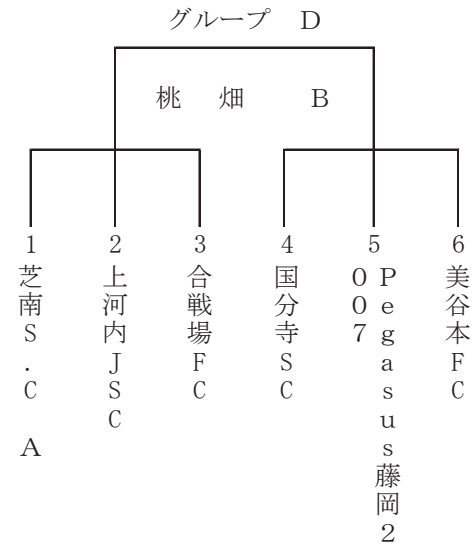 グループ　D
桃　畑　　B
1
芝南S.C　A
2
上河内JSC
3
合戦場FC
4
国分寺SC
5
Pegasus藤岡2
007
6
美谷本FC